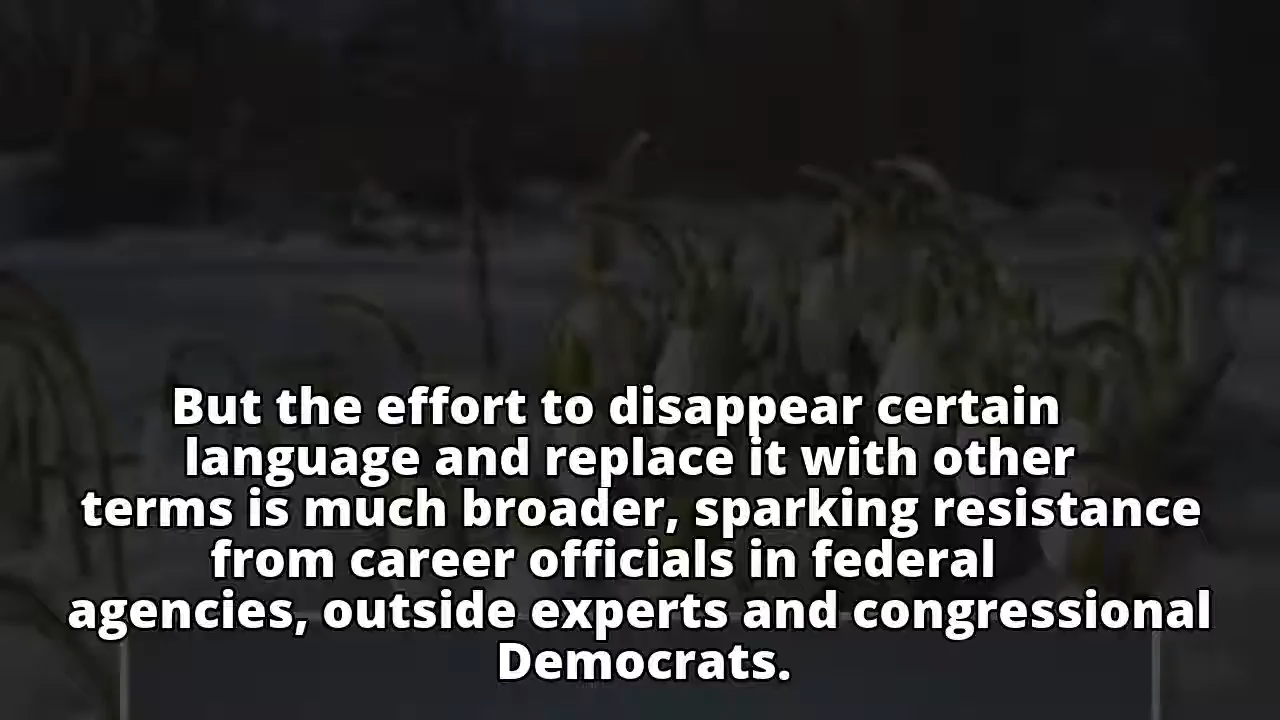 But the effort to disappear certain
language and replace it with other
terms is much broader, sparking resistance
from career officials in federal
agencies, outside experts and congressional
Democrats.